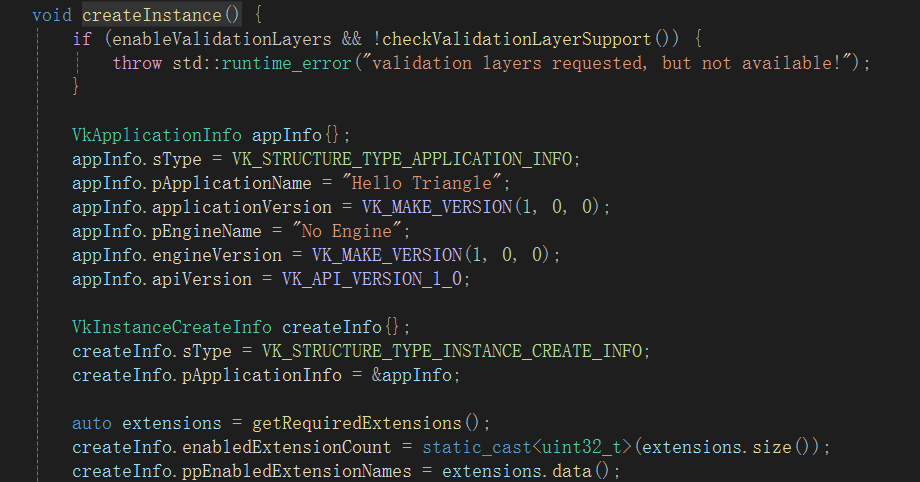 void createInstance() {
if (enableValidationLayers && !checkValidationLayerSupport()) {
throw std::runtime_error("validation layers requested, but not available!");
}
VkApplicationInfo appInfo{};
appInfo.sType = VK_STRUCTURE_TYPE_APPLICATION_INFO;
appInfo.pApplicationName = "Hello Triangle";
appInfo.applicationVersion = VK_MAKE_VERSION(1, 0, 0);
appInfo.pEngineName = "No Engine";
appInfo.engineVersion = VK_MAKE_VERSION(1, 0, 0);
appInfo.apiVersion = VK_API_VERSION_1_0;
VkInstanceCreateInfo createInfo{};
createInfo.sType = VK_STRUCTURE_TYPE_INSTANCE_CREATE_INFO;
createInfo.pApplicationInfo = &appInfo;
auto extensions = getRequiredExtensions();
createInfo.enabledExtensionCount = static_cast<uint32_t>(extensions.size());
createInfo.ppEnabledExtensionNames = extensions.data();